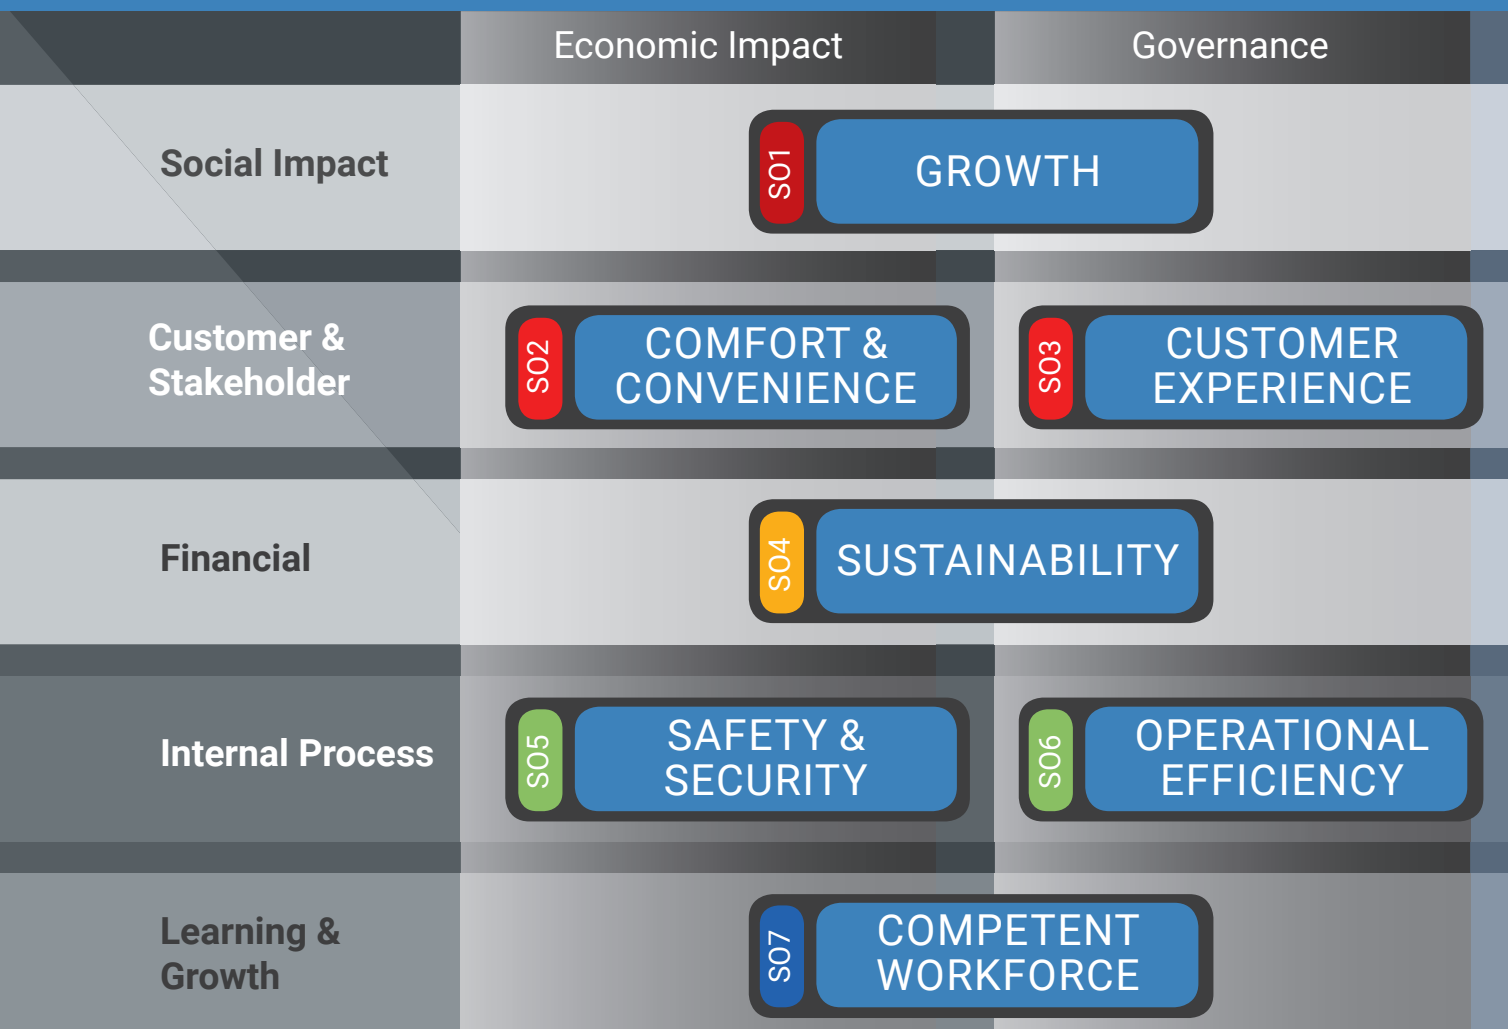 Economic Impact
Governance
Social Impact
SO1
GROWTH
Customer &
Stakeholder
SO2
COMFORT &
CONVENIENCE
SO3
CUSTOMER
EXPERIENCE
Financial
SO4
SUSTAINABILITY
Internal Process
SO5
SAFETY &
SECURITY
SO6
OPERATIONAL
EFFICIENCY
Learning &
Growth
SO7
COMPETENT
WORKFORCE